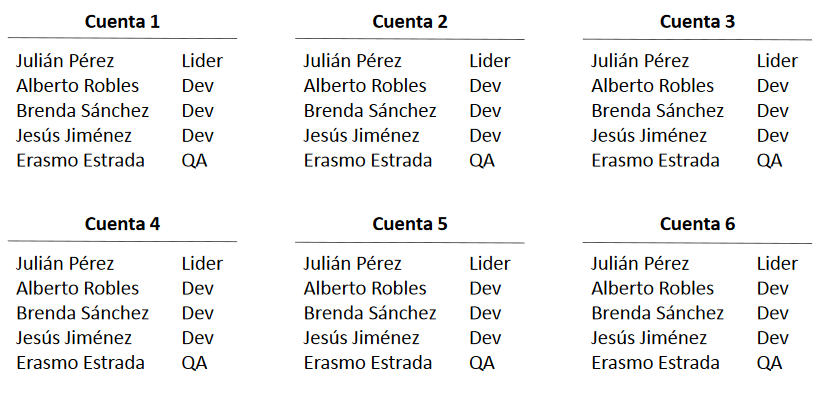 Cuenta 1
Julián Pérez Lider
Alberto Robles Dev
Brenda Sánchez Dev
Jesús Jiménez Dev
Erasmo Estrada QA
Cuenta 2
Julián Pérez Lider
Alberto Robles Dev
Brenda Sánchez Dev
Jesús Jiménez Dev
Erasmo Estrada QA
Cuenta 3
Julián Pérez Lider
Alberto Robles Dev
Brenda Sánchez Dev
Jesús Jiménez Dev
Erasmo Estrada QA
Cuenta 4
Julián Pérez Lider
Alberto Robles Dev
Brenda Sánchez Dev
Jesús Jiménez Dev
Erasmo Estrada QA
Cuenta 5
Julián Pérez Lider
Alberto Robles Dev
Brenda Sánchez Dev
Jesús Jiménez Dev
Erasmo Estrada QA
Cuenta 6
Julián Pérez Lider
Alberto Robles Dev
Brenda Sánchez Dev
Jesús Jiménez Dev
Erasmo Estrada QA